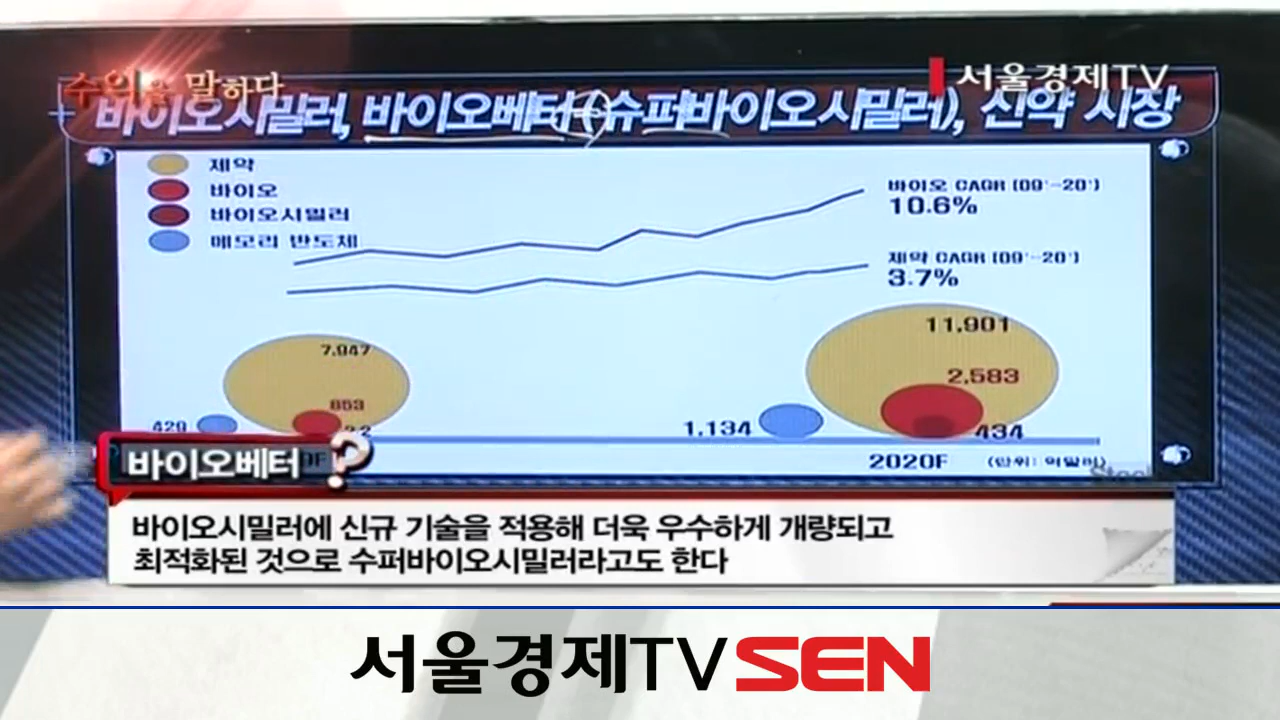 수익을 말하다
서울경제TV
바이오시밀러, 바이오베터(슈퍼바이오시밀러), 신약 시장
제약
바이오
바이오시밀러
메모리 반도체
바이오 CAGR (09'~20')
10.6%
제약 CAGR (09'~20')
3.7%
7,947
853
429
11,901
2,583
1,134
434
2020F
(단위: 억달러)
바이오베터?
바이오시밀러에 신규 기술을 적용해 더욱 우수하게 개량되고
최적화된 것으로 수퍼바이오시밀러라고도 한다
서울경제TV SEN